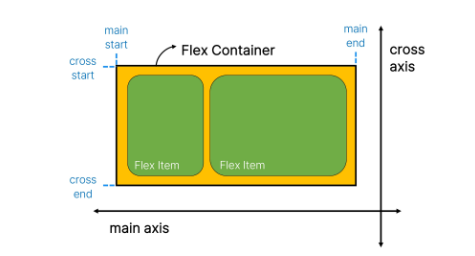 main
start
main
end
Flex Container
cross
axis
cross
start
Flex Item
Flex Item
cross
end
main axis